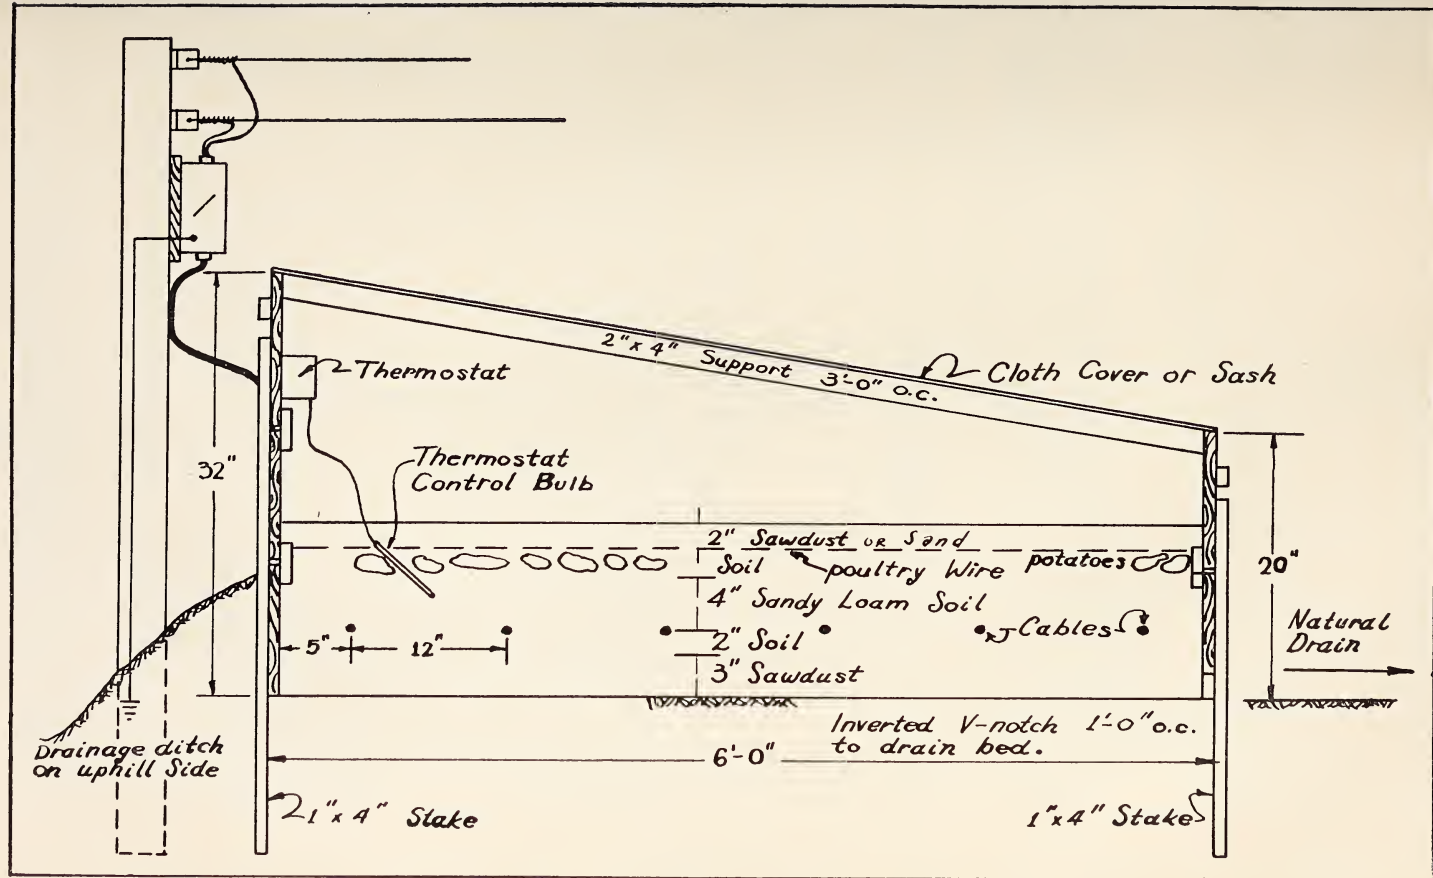 2" x 4" Support 3'-0" o.c.
Cloth Cover or Sash
Thermostat
32"
Thermostat
Control Bulb
2" Sawdust OR Sand
Soil
poultry Wire
potatoes
20"
4" Sandy Loam Soil
5"
12"
2" Soil
Cables
3" Sawdust
Natural
Drain
Drainage ditch
on uphill Side
Inverted V-notch 1'-0" o.c.
to drain bed.
6'-0"
1" x 4" Stake
1" x 4" Stake